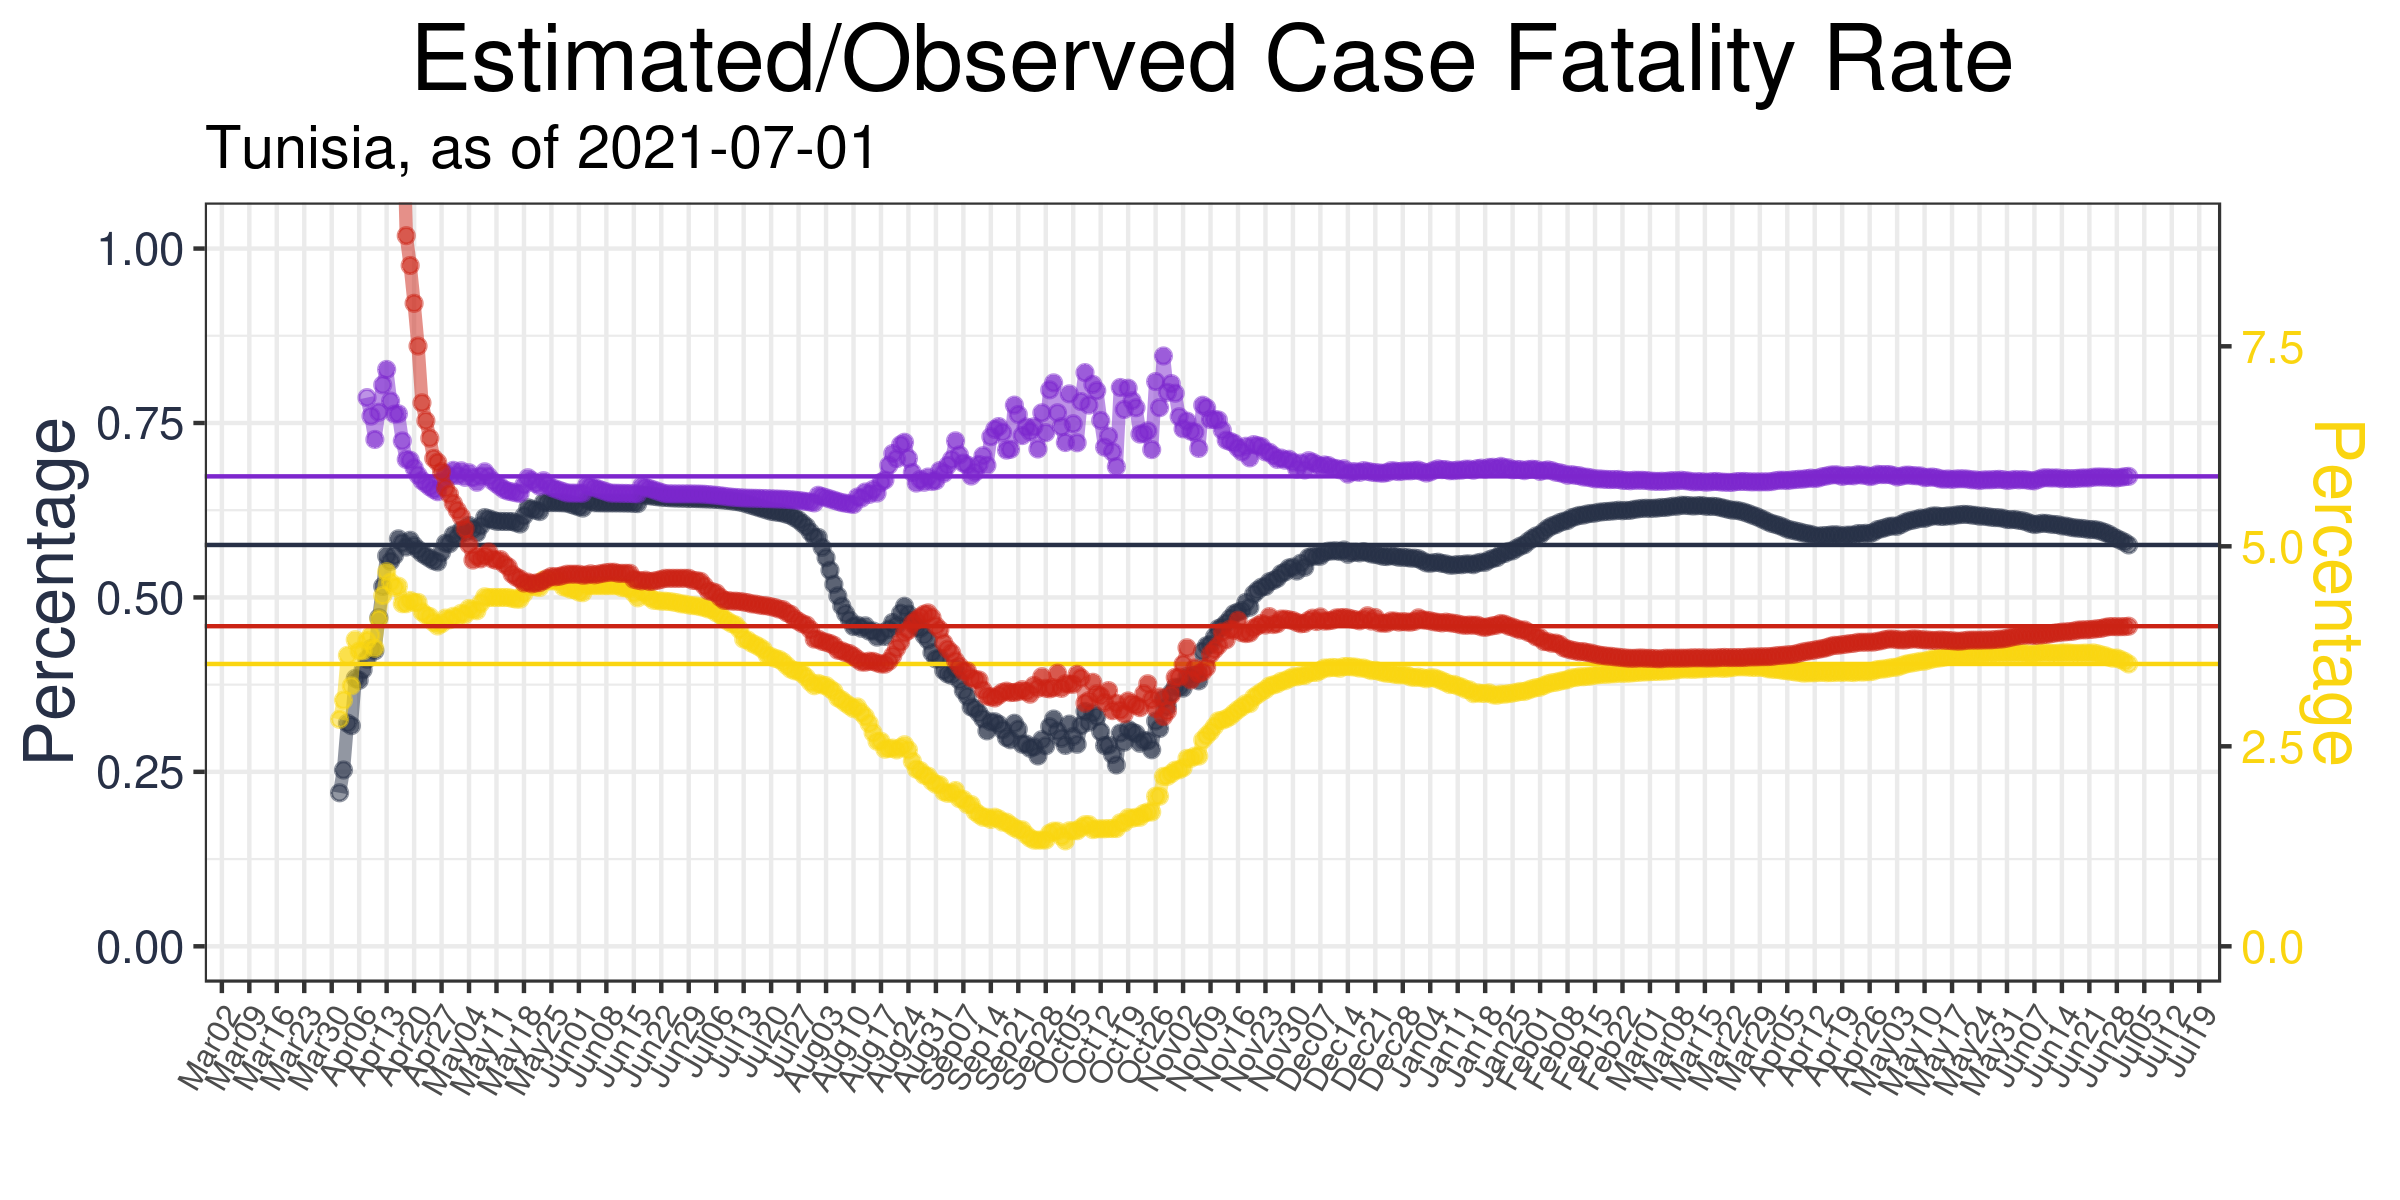 Estimated/Observed Case Fatality Rate
Tunisia, as of 2021-07-01
Percentage
1.00
0.75
0.50
0.25
0.00
7.5
5.0
2.5
0.0
Percentage
Mar02
Mar09
Mar16
Mar23
Mar30
Apr06
Apr13
Apr20
Apr27
May04
May11
May18
May25
Jun01
Jun08
Jun15
Jun22
Jun29
Jul06
Jul13
Jul20
Jul27
Aug03
Aug10
Aug17
Aug24
Aug31
Sep07
Sep14
Sep21
Sep28
Oct05
Oct12
Oct19
Oct26
Nov02
Nov09
Nov16
Nov23
Nov30
Dec07
Dec14
Dec21
Dec28
Jan04
Jan11
Jan18
Jan25
Feb01
Feb08
Feb15
Feb22
Mar01
Mar08
Mar15
Mar22
Mar29
Apr05
Apr12
Apr19
Apr26
May03
May10
May17
May24
May31
Jun07
Jun14
Jun21
Jun28
Jul05
Jul12
Jul19